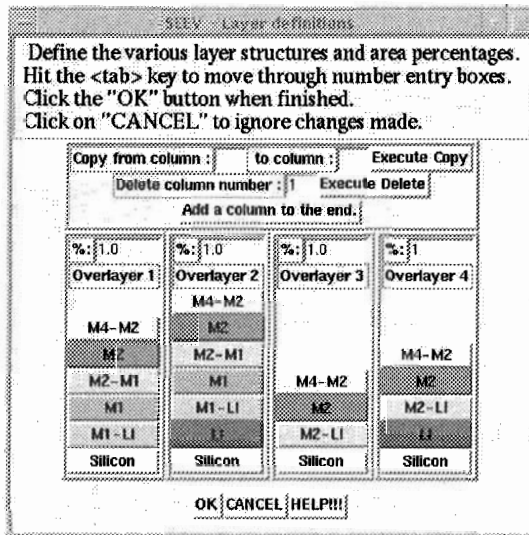 SLEV - Layer definitions
Define the various layer structures and area percentages.
Hit the <tab> key to move through number entry boxes.
Click the "OK" button when finished.
Click on "CANCEL" to ignore changes made.
Copy from column : to column : Execute Copy
Delete column number : 1 Execute Delete
Add a column to the end.
%: 1.0 %: 1.0 %: 1.0 %: 1
Overlayer 1 Overlayer 2 Overlayer 3 Overlayer 4
M4-M2
M4-M2 M2
M2 M2-M1 M4-M2
M2-M1 M1 M4-M2 M2
M1 M1-LI M2 M2-LI
M1-LI LI M2-LI LI
Silicon Silicon Silicon Silicon
OK CANCEL HELP!!!